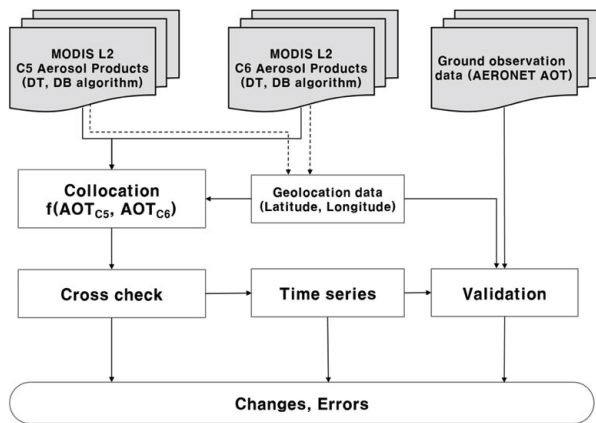 MODIS L2
C5 Aerosol Products
(DT, DB algorithm)
MODIS L2
C6 Aerosol Products
(DT, DB algorithm)
Ground observation
data (AERONET AOT)
Collocation
f(AOTC5, AOTC6)
Geolocation data
(Latitude, Longitude)
Cross check
Time series
Validation
Changes, Errors